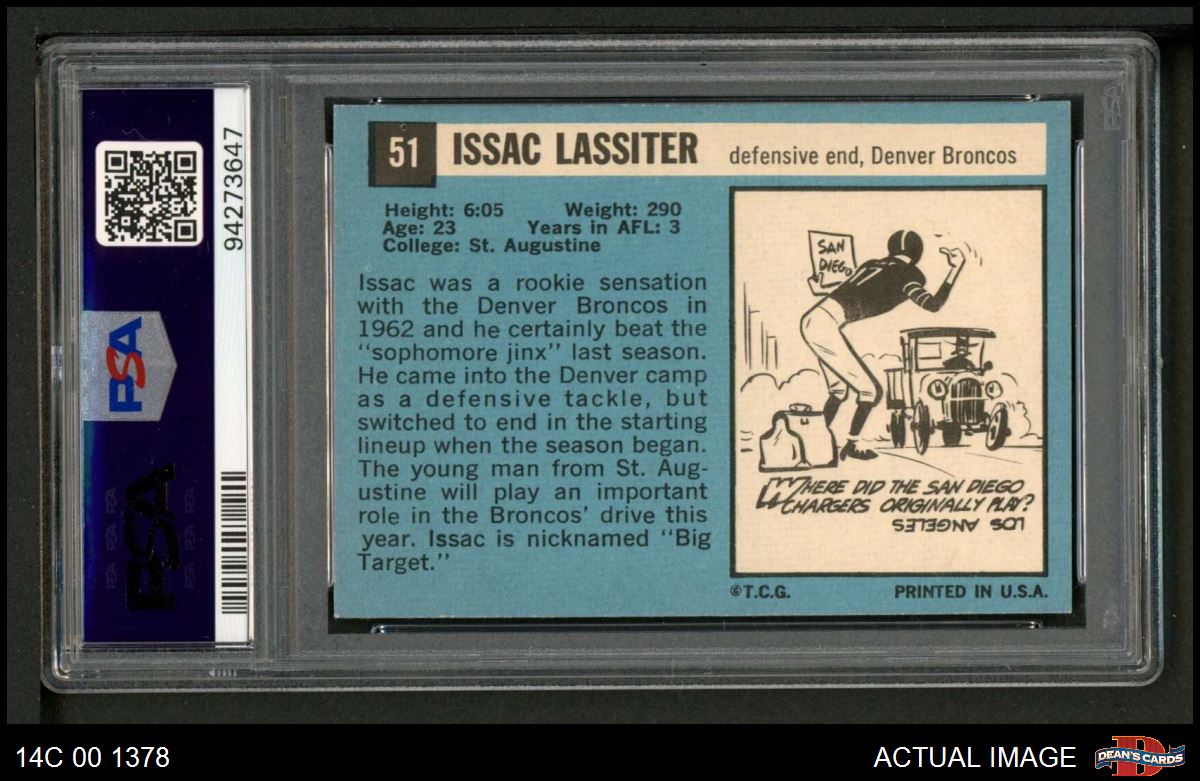 94273647
PSA
PSA
51 ISSAC LASSITER defensive end, Denver Broncos
Height: 6:05 Weight: 290
Age: 23 Years in AFL: 3
College: St. Augustine
Issac was a rookie sensation
with the Denver Broncos in
1962 and he certainly beat the
"sophomore jinx" last season.
He came into the Denver camp
as a defensive tackle, but
switched to end in the starting
lineup when the season began.
The young man from St. Aug-
ustine will play an important
role in the Broncos' drive this
year. Issac is nicknamed "Big
Target."
SAN
DIEGO
17
WHERE DID THE SAN DIEGO
CHARGERS ORIGINALLY PLAY?
LOS ANGELES
©T.C.G. PRINTED IN U.S.A.
14C 00 1378 ACTUAL IMAGE DEAN'S CARDS